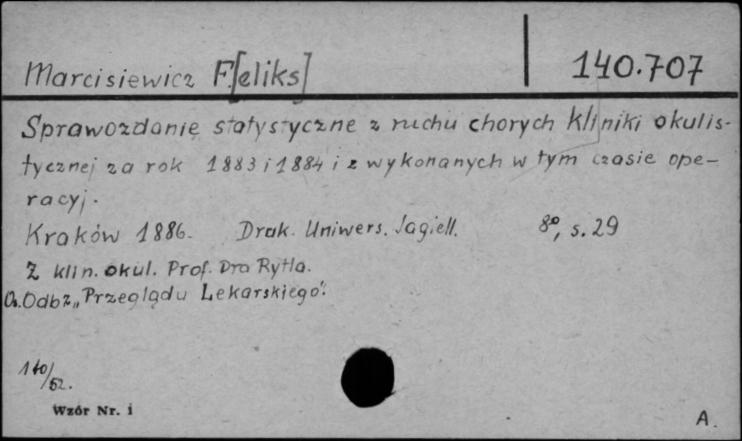 Marcisiewicz F.[eliks] 140.707
Sprawozdanie statystyczne z ruchu chorych kliniki okulis-
tycznej za rok 1883 i 1884 i z wykonanych w tym czasie ope-
racyj.
Kraków 1886. Druk. Uniwers. Jagiell. 8°, s. 29
Z klin. okul. Prof. Dra Rydla.
Odb z „Przeglądu Lekarskiego".
140/52.
Wzór Nr. 1
A.